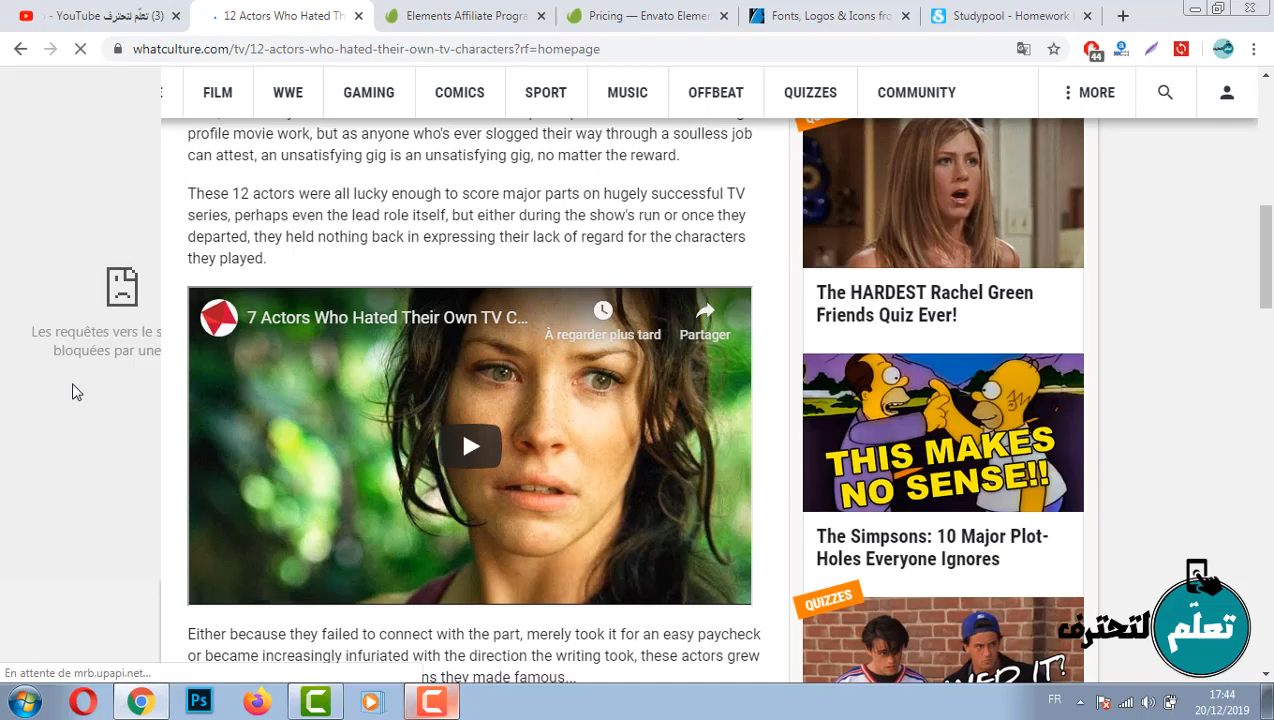 (3) تعلّم لتحترف
12 Actors Who Hated Th
Elements Affiliate Progra
Pricing — Envato Elemen
Fonts, Logos & Icons from
Studypool - Homework
whatculture.com/tv/12-actors-who-hated-their-own-tv-characters?rf=homepage
44
E
FILM
WWE
GAMING
COMICS
SPORT
MUSIC
OFFBEAT
QUIZZES
COMMUNITY
MORE
profile movie work, but as anyone who's ever slogged their way through a soulless job
can attest, an unsatisfying gig is an unsatisfying gig, no matter the reward.
These 12 actors were all lucky enough to score major parts on hugely successful TV
series, perhaps even the lead role itself, but either during the show's run or once they
departed, they held nothing back in expressing their lack of regard for the characters
they played.
Les requêtes vers le s
bloquées par une
7 Actors Who Hated Their Own TV C...
À regarder plus tard
Partager
Either because they failed to connect with the part, merely took it for an easy paycheck
or became increasingly infuriated with the direction the writing took, these actors grew
ns they made famous...
The HARDEST Rachel Green
Friends Quiz Ever!
THIS MAKES
NO SENSE!!
The Simpsons: 10 Major Plot-
Holes Everyone Ignores
QUIZZES
تعلّم لتحترف
En attente de mrb.upapi.net...
Ps
FR
17:44
20/12/2019